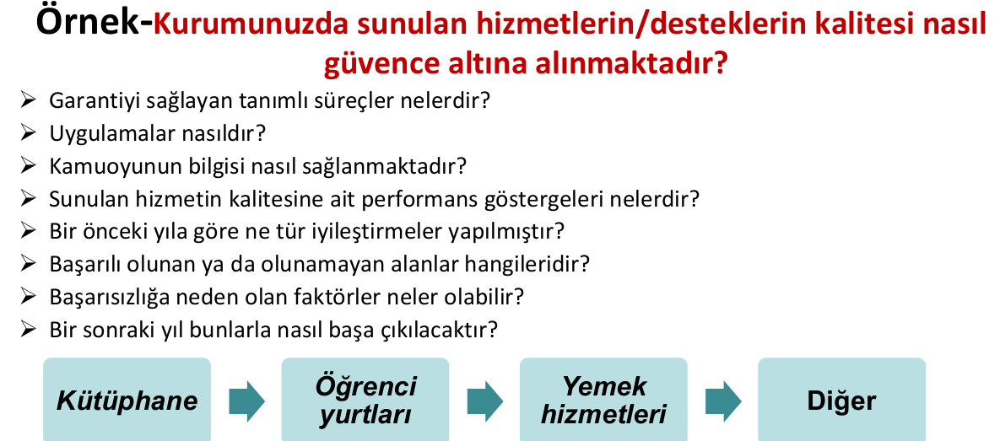 Örnek-Kurumunuzda sunulan hizmetlerin/desteklerin kalitesi nasıl
güvence altına alınmaktadır?
➢ Garantiyi sağlayan tanımlı süreçler nelerdir?
➢ Uygulamalar nasıldır?
➢ Kamuoyunun bilgisi nasıl sağlanmaktadır?
➢ Sunulan hizmetin kalitesine ait performans göstergeleri nelerdir?
➢ Bir önceki yıla göre ne tür iyileştirmeler yapılmıştır?
➢ Başarılı olunan ya da olunamayan alanlar hangileridir?
➢ Başarısızlığa neden olan faktörler neler olabilir?
➢ Bir sonraki yıl bunlarla nasıl başa çıkılacaktır?
Kütüphane
Öğrenci
yurtları
Yemek
hizmetleri
Diğer